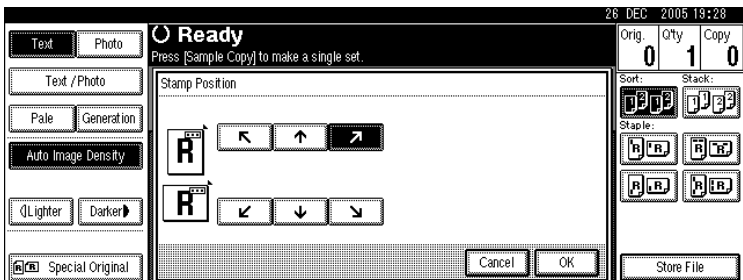 26 DEC 2005 19:28
Text Photo
Text / Photo
Pale Generation
Auto Image Density
Lighter Darker
Special Original
Ready
Press [Sample Copy] to make a single set.
Stamp Position
R
R
Cancel OK
Orig. Q'ty Copy
0 1 0
Sort: Stack:
Staple:
Store File